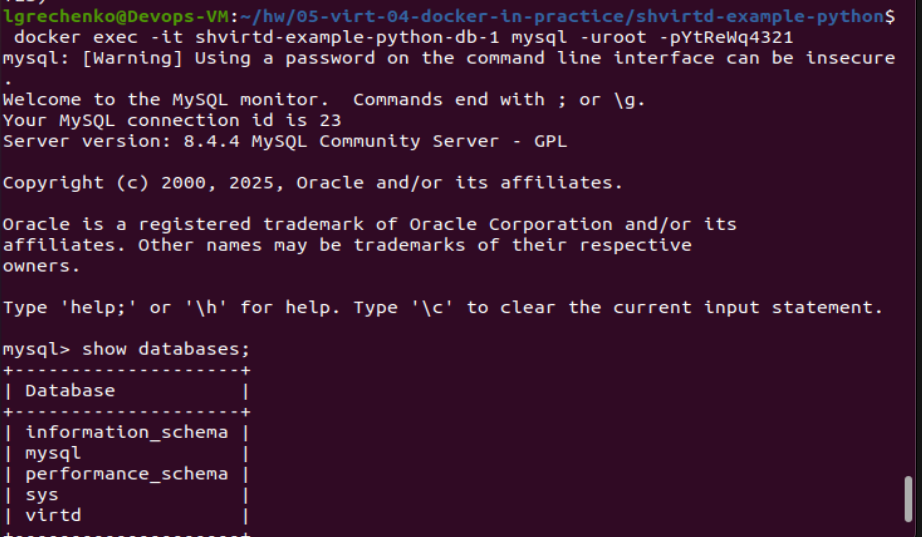 lgrechenko@Devops-VM:~/hw/05-virt-04-docker-in-practice/shvirtd-example-python$
docker exec -it shvirtd-example-python-db-1 mysql -uroot -pYtReWq4321
mysql: [Warning] Using a password on the command line interface can be insecure
.
Welcome to the MySQL monitor.  Commands end with ; or \g.
Your MySQL connection id is 23
Server version: 8.4.4 MySQL Community Server - GPL
Copyright (c) 2000, 2025, Oracle and/or its affiliates.
Oracle is a registered trademark of Oracle Corporation and/or its
affiliates. Other names may be trademarks of their respective
owners.
Type 'help;' or '\h' for help. Type '\c' to clear the current input statement.
mysql> show databases;
+--------------------+
| Database           |
+--------------------+
| information_schema |
| mysql              |
| performance_schema |
| sys                |
| virtd              |
+--------------------+